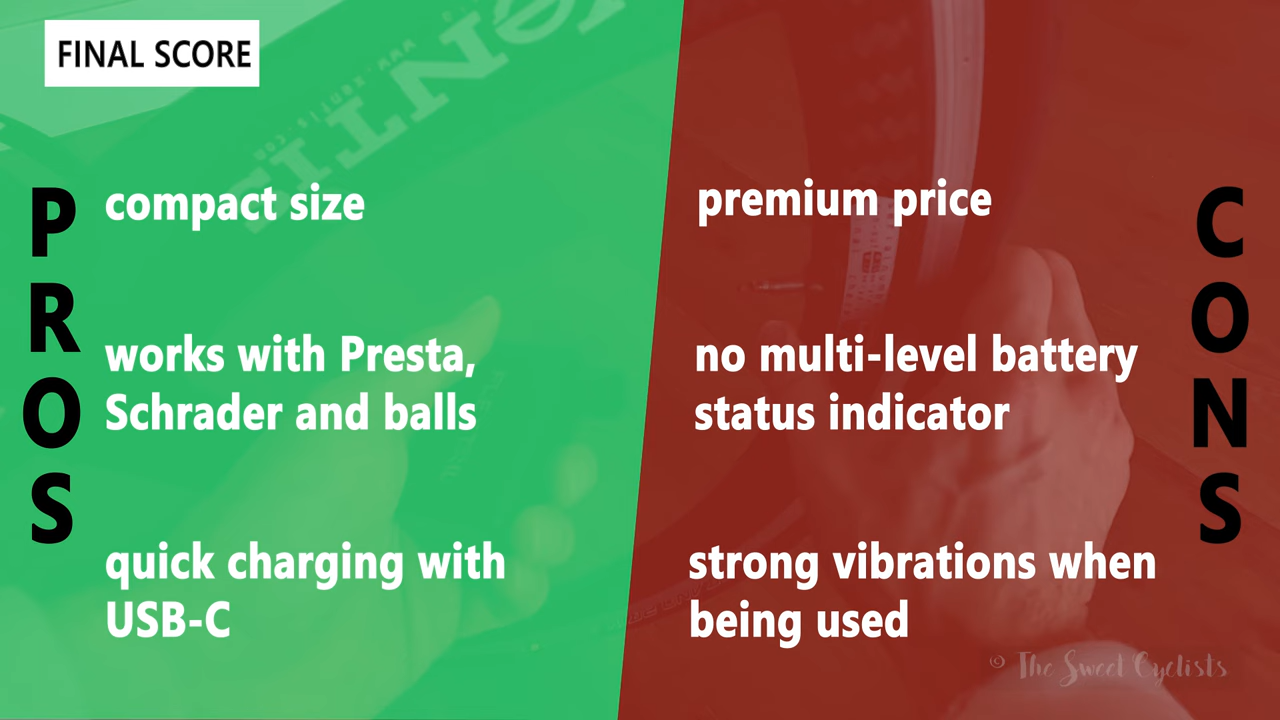 FINAL SCORE
PROS
compact size
works with Presta,
Schrader and balls
quick charging with
USB-C
CONS
premium price
no multi-level battery
status indicator
strong vibrations when
being used
© The Sweet Cyclists